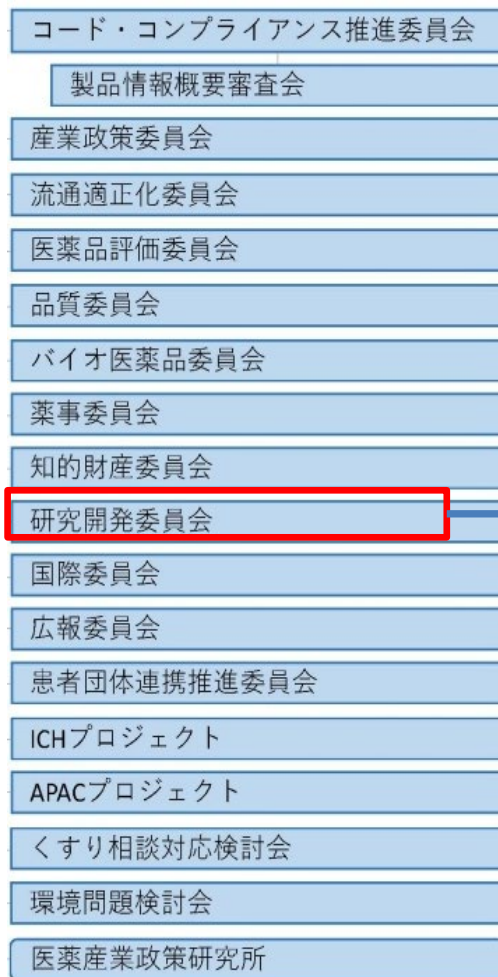 コード・コンプライアンス推進委員会
製品情報概要審査会
産業政策委員会
流通適正化委員会
医薬品評価委員会
品質委員会
バイオ医薬品委員会
薬事委員会
知的財産委員会
研究開発委員会
国際委員会
広報委員会
患者団体連携推進委員会
ICHプロジェクト
APACプロジェクト
くすり相談対応検討会
環境問題検討会
医薬産業政策研究所